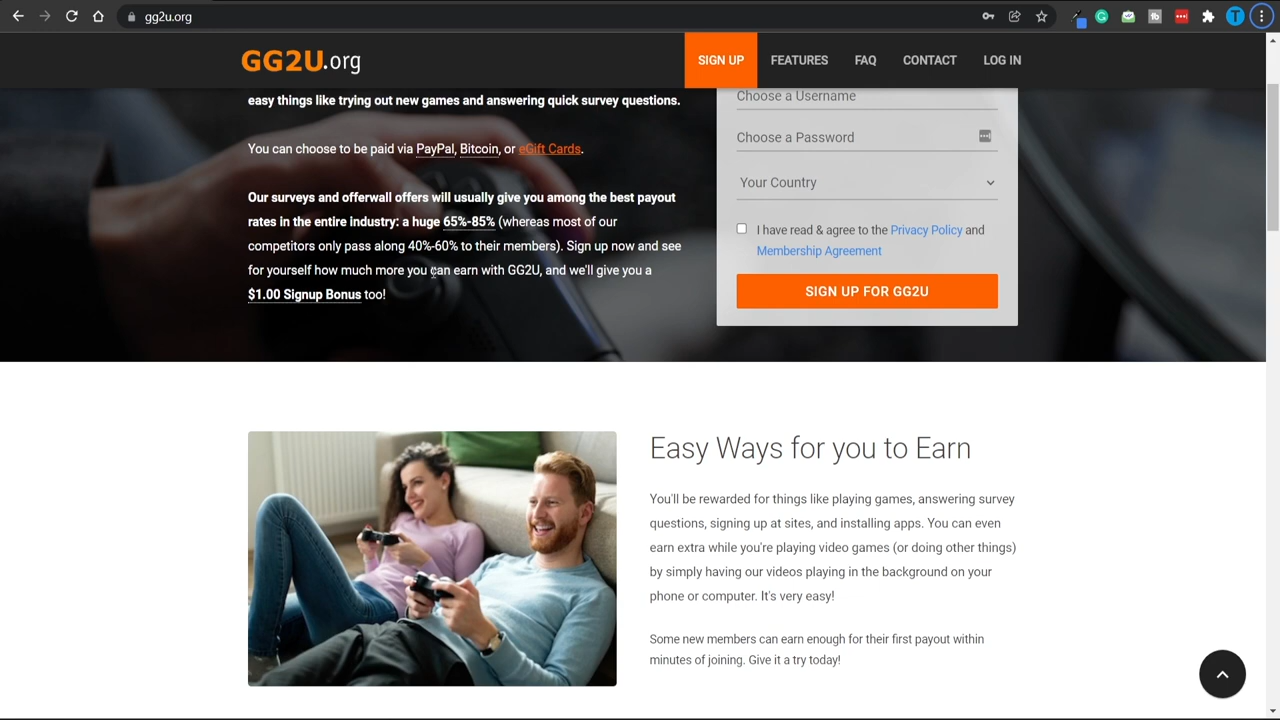 gg2u.org
GG2U.org
SIGN UP
FEATURES
FAQ
CONTACT
LOG IN
easy things like trying out new games and answering quick survey questions.
You can choose to be paid via PayPal, Bitcoin, or eGift Cards.
Our surveys and offerwall offers will usually give you among the best payout
rates in the entire industry: a huge 65%-85% (whereas most of our
competitors only pass along 40%-60% to their members). Sign up now and see
for yourself how much more you can earn with GG2U, and we'll give you a
$1.00 Signup Bonus too!
Choose a Username
Choose a Password
Your Country
I have read & agree to the Privacy Policy and
Membership Agreement
SIGN UP FOR GG2U
Easy Ways for you to Earn
You'll be rewarded for things like playing games, answering survey
questions, signing up at sites, and installing apps. You can even
earn extra while you're playing video games (or doing other things)
by simply having our videos playing in the background on your
phone or computer. It's very easy!
Some new members can earn enough for their first payout within
minutes of joining. Give it a try today!